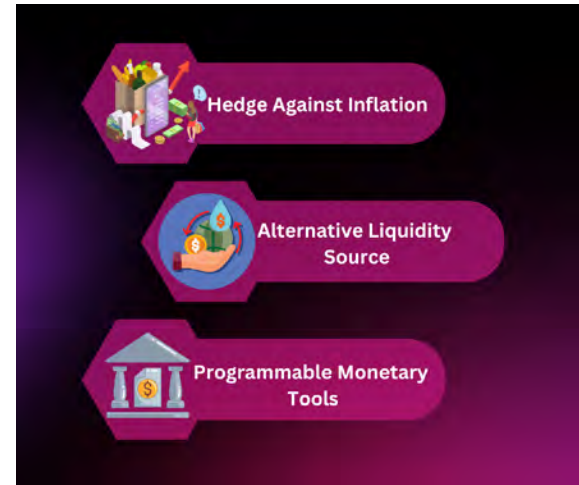 Hedge Against Inflation
Alternative Liquidity
Source
Programmable Monetary
Tools